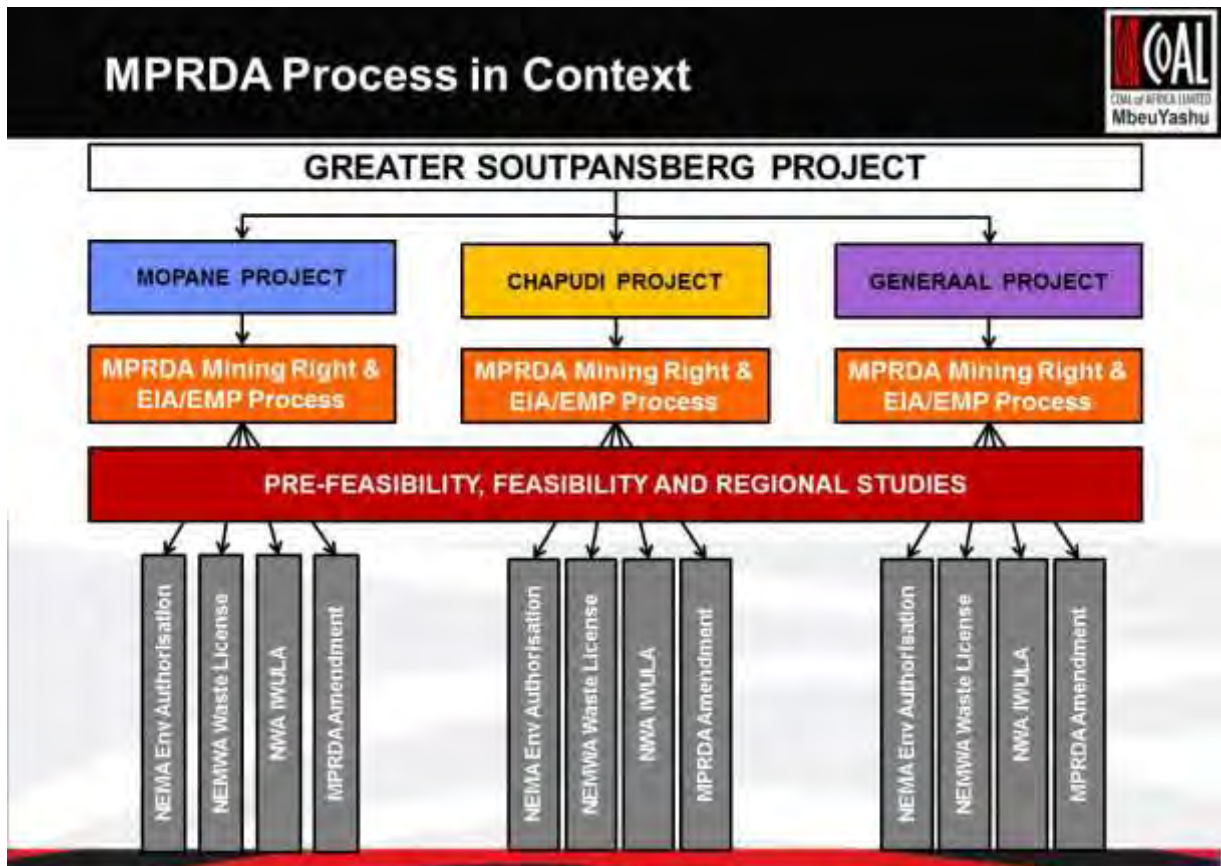 MPRDA Process in Context
COAL
COAL of AFRICA LIMITED
MbeuYashu
GREATER SOUTPANSBERG PROJECT
MOPANE PROJECT
CHAPUDI PROJECT
GENERAAL PROJECT
MPRDA Mining Right &
EIA/EMP Process
MPRDA Mining Right &
EIA/EMP Process
MPRDA Mining Right &
EIA/EMP Process
PRE-FEASIBILITY, FEASIBILITY AND REGIONAL STUDIES
NEMA Env Authorisation
NEMWA Waste License
NWA IWULA
MPRDA Amendment
NEMA Env Authorisation
NEMWA Waste License
NWA IWULA
MPRDA Amendment
NEMA Env Authorisation
NEMWA Waste License
NWA IWULA
MPRDA Amendment